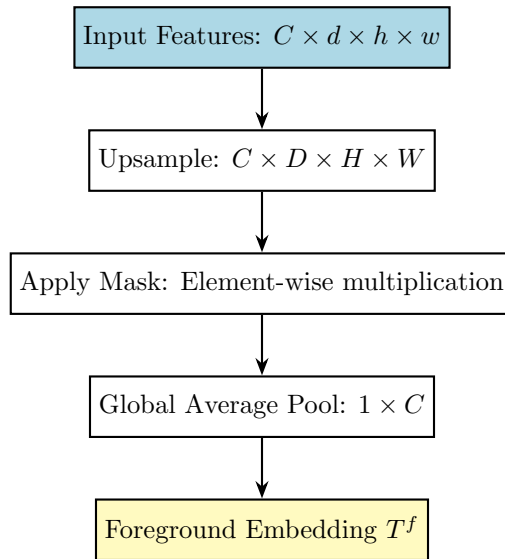 Input Features: C × d × h × w
Upsample: C × D × H × W
Apply Mask: Element-wise multiplication
Global Average Pool: 1 × C
Foreground Embedding T^f